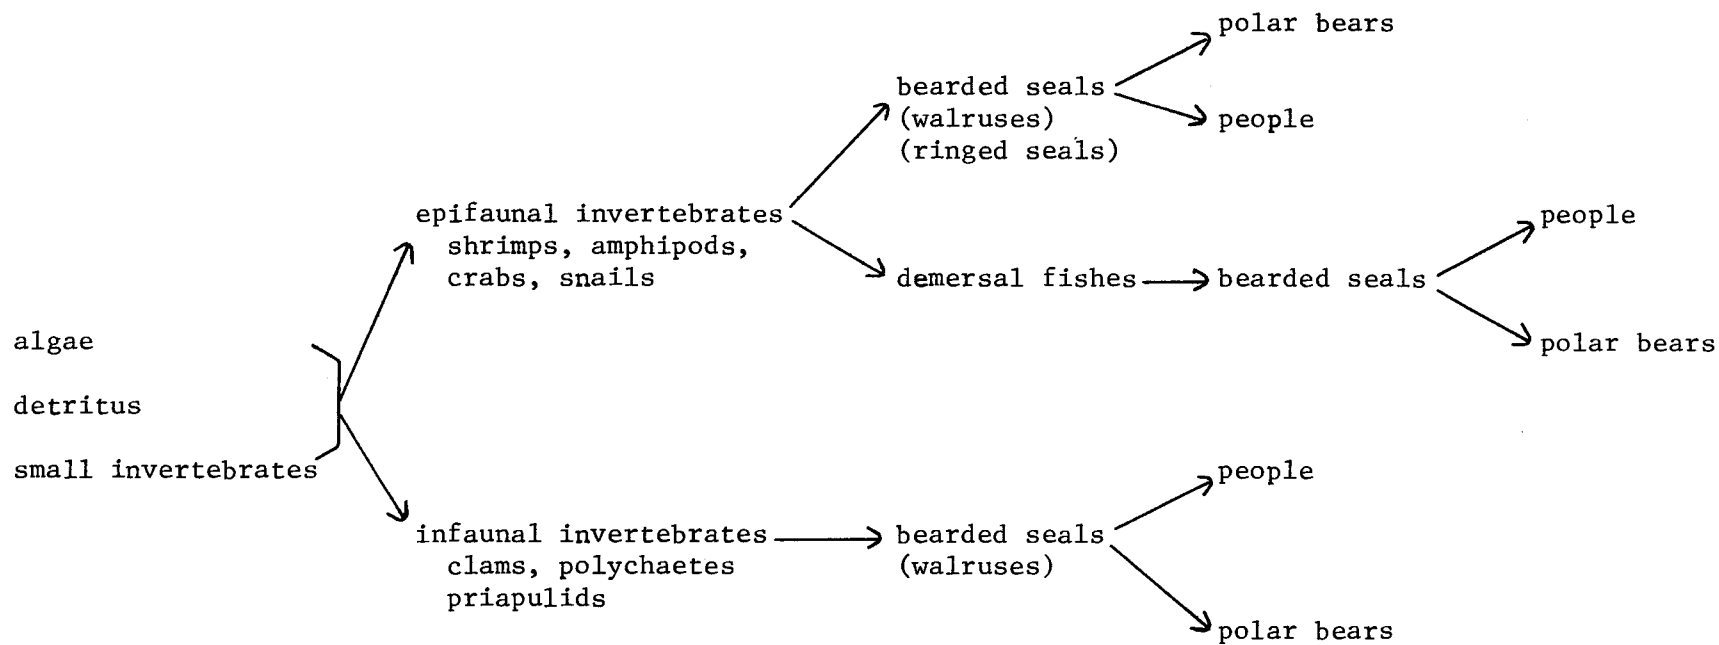 polar bears
bearded seals
(walruses)
(ringed seals)
people
epifaunal invertebrates
shrimps, amphipods,
crabs, snails
people
demersal fishes
bearded seals
polar bears
algae
detritus
small invertebrates
people
infaunal invertebrates
clams, polychaetes
priapulids
bearded seals
(walruses)
polar bears